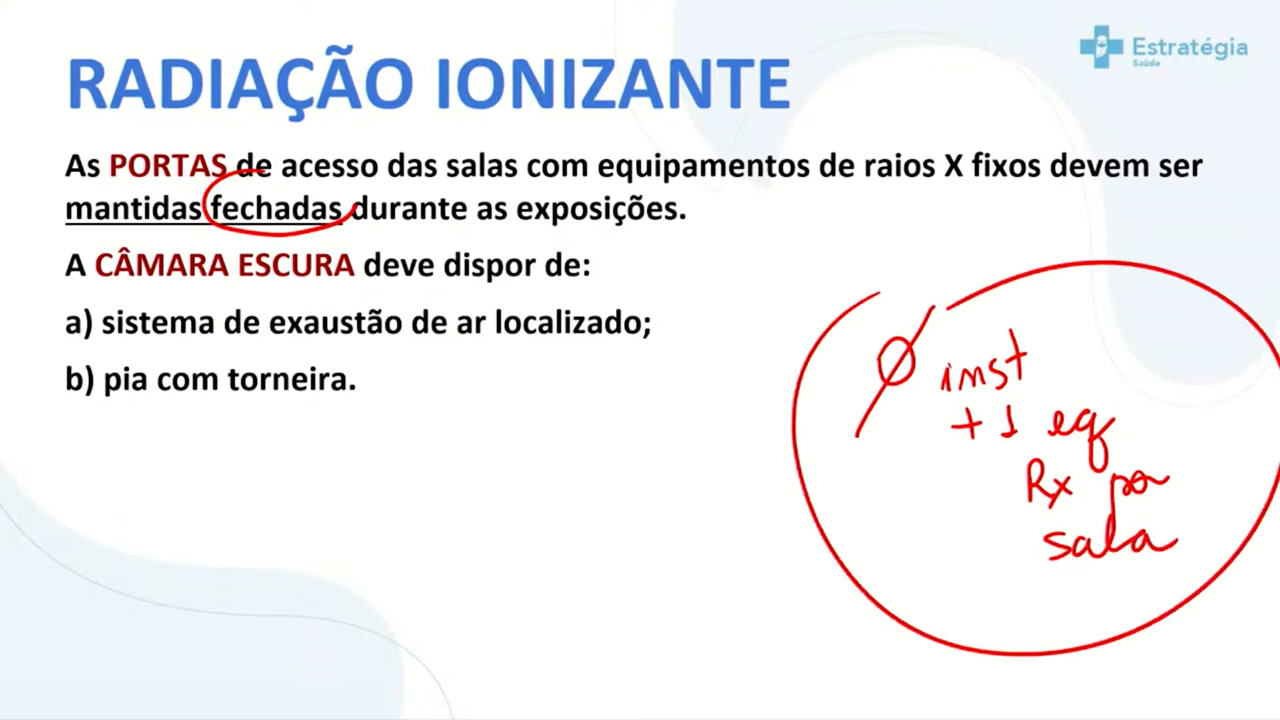 Estratégia
Saúde
RADIAÇÃO IONIZANTE
As PORTAS de acesso das salas com equipamentos de raios X fixos devem ser
mantidas fechadas durante as exposições.
A CÂMARA ESCURA deve dispor de:
a) sistema de exaustão de ar localizado;
b) pia com torneira.
Ø inst
+1 eq
Rx por
sala